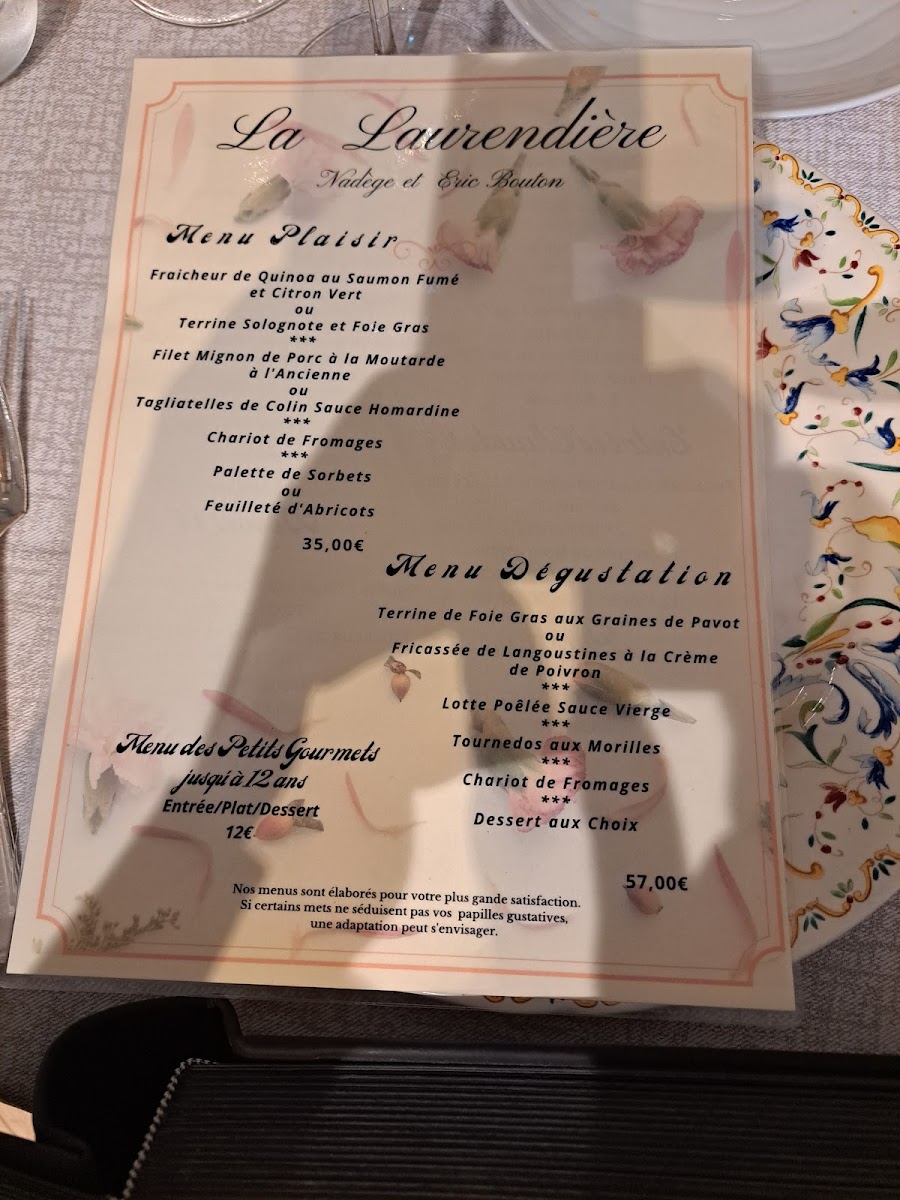 La Laurendière
Nadège et Eric Bouton
Menu Plaisir
Fraicheur de Quinoa au Saumon Fumé
et Citron Vert
ou
Terrine Solognote et Foie Gras
***
Filet Mignon de Porc à la Moutarde
à l'Ancienne
ou
Tagliatelles de Colin Sauce Homardine
***
Chariot de Fromages
***
Palette de Sorbets
ou
Feuilleté d'Abricots
35,00€
Menu Dégustation
Terrine de Foie Gras aux Graines de Pavot
ou
Fricassée de Langoustines à la Crème
de Poivron
***
Lotte Poêlée Sauce Vierge
***
Tournedos aux Morilles
***
Chariot de Fromages
***
Dessert aux Choix
57,00€
Menu des Petits Gourmets
jusqu'à 12 ans
Entrée/Plat/Dessert
12€
Nos menus sont élaborés pour votre plus gande satisfaction.
Si certains mets ne séduisent pas vos papilles gustatives,
une adaptation peut s'envisager.